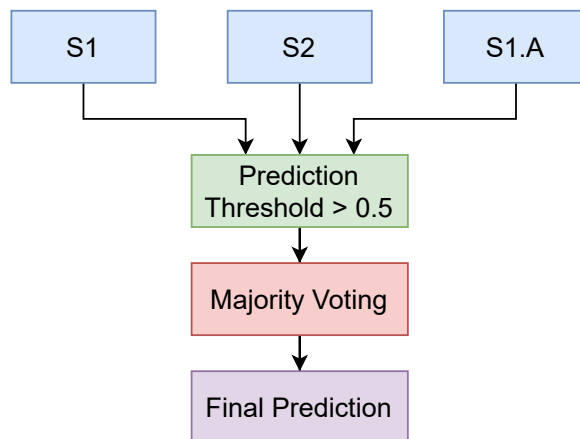 S1
S2
S1.A
Prediction
Threshold > 0.5
Majority Voting
Final Prediction